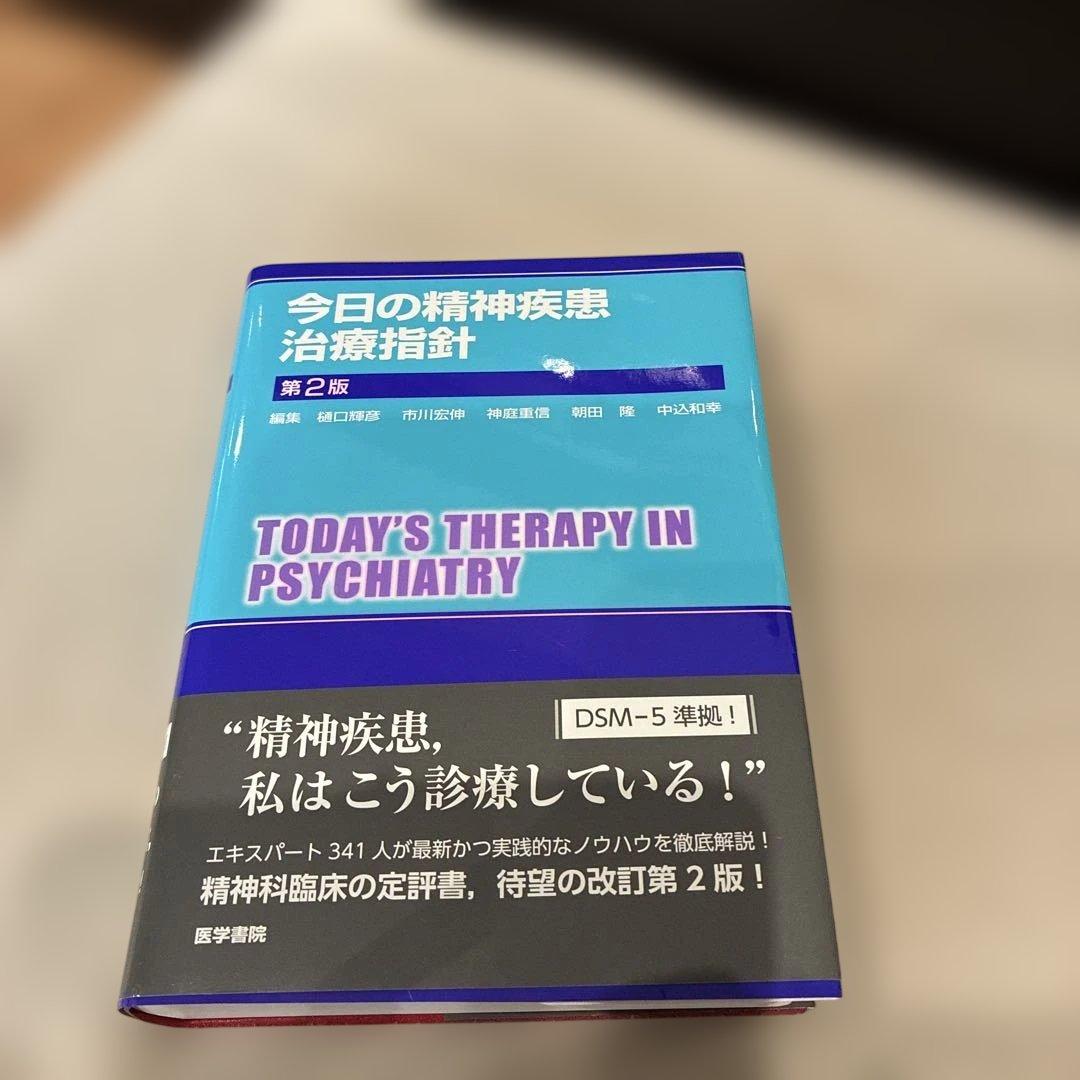 今日の精神疾患
治療指針
第2版
編集 樋口輝彦 市川宏伸 神庭重信 朝田 隆 中込和幸
TODAY'S THERAPY IN
PSYCHIATRY
DSM-5 準拠！
“精神疾患,
私はこう診療している！”
エキスパート 341 人が最新かつ実践的なノウハウを徹底解説！
精神科臨床の定評書，待望の改訂第 2 版！
医学書院